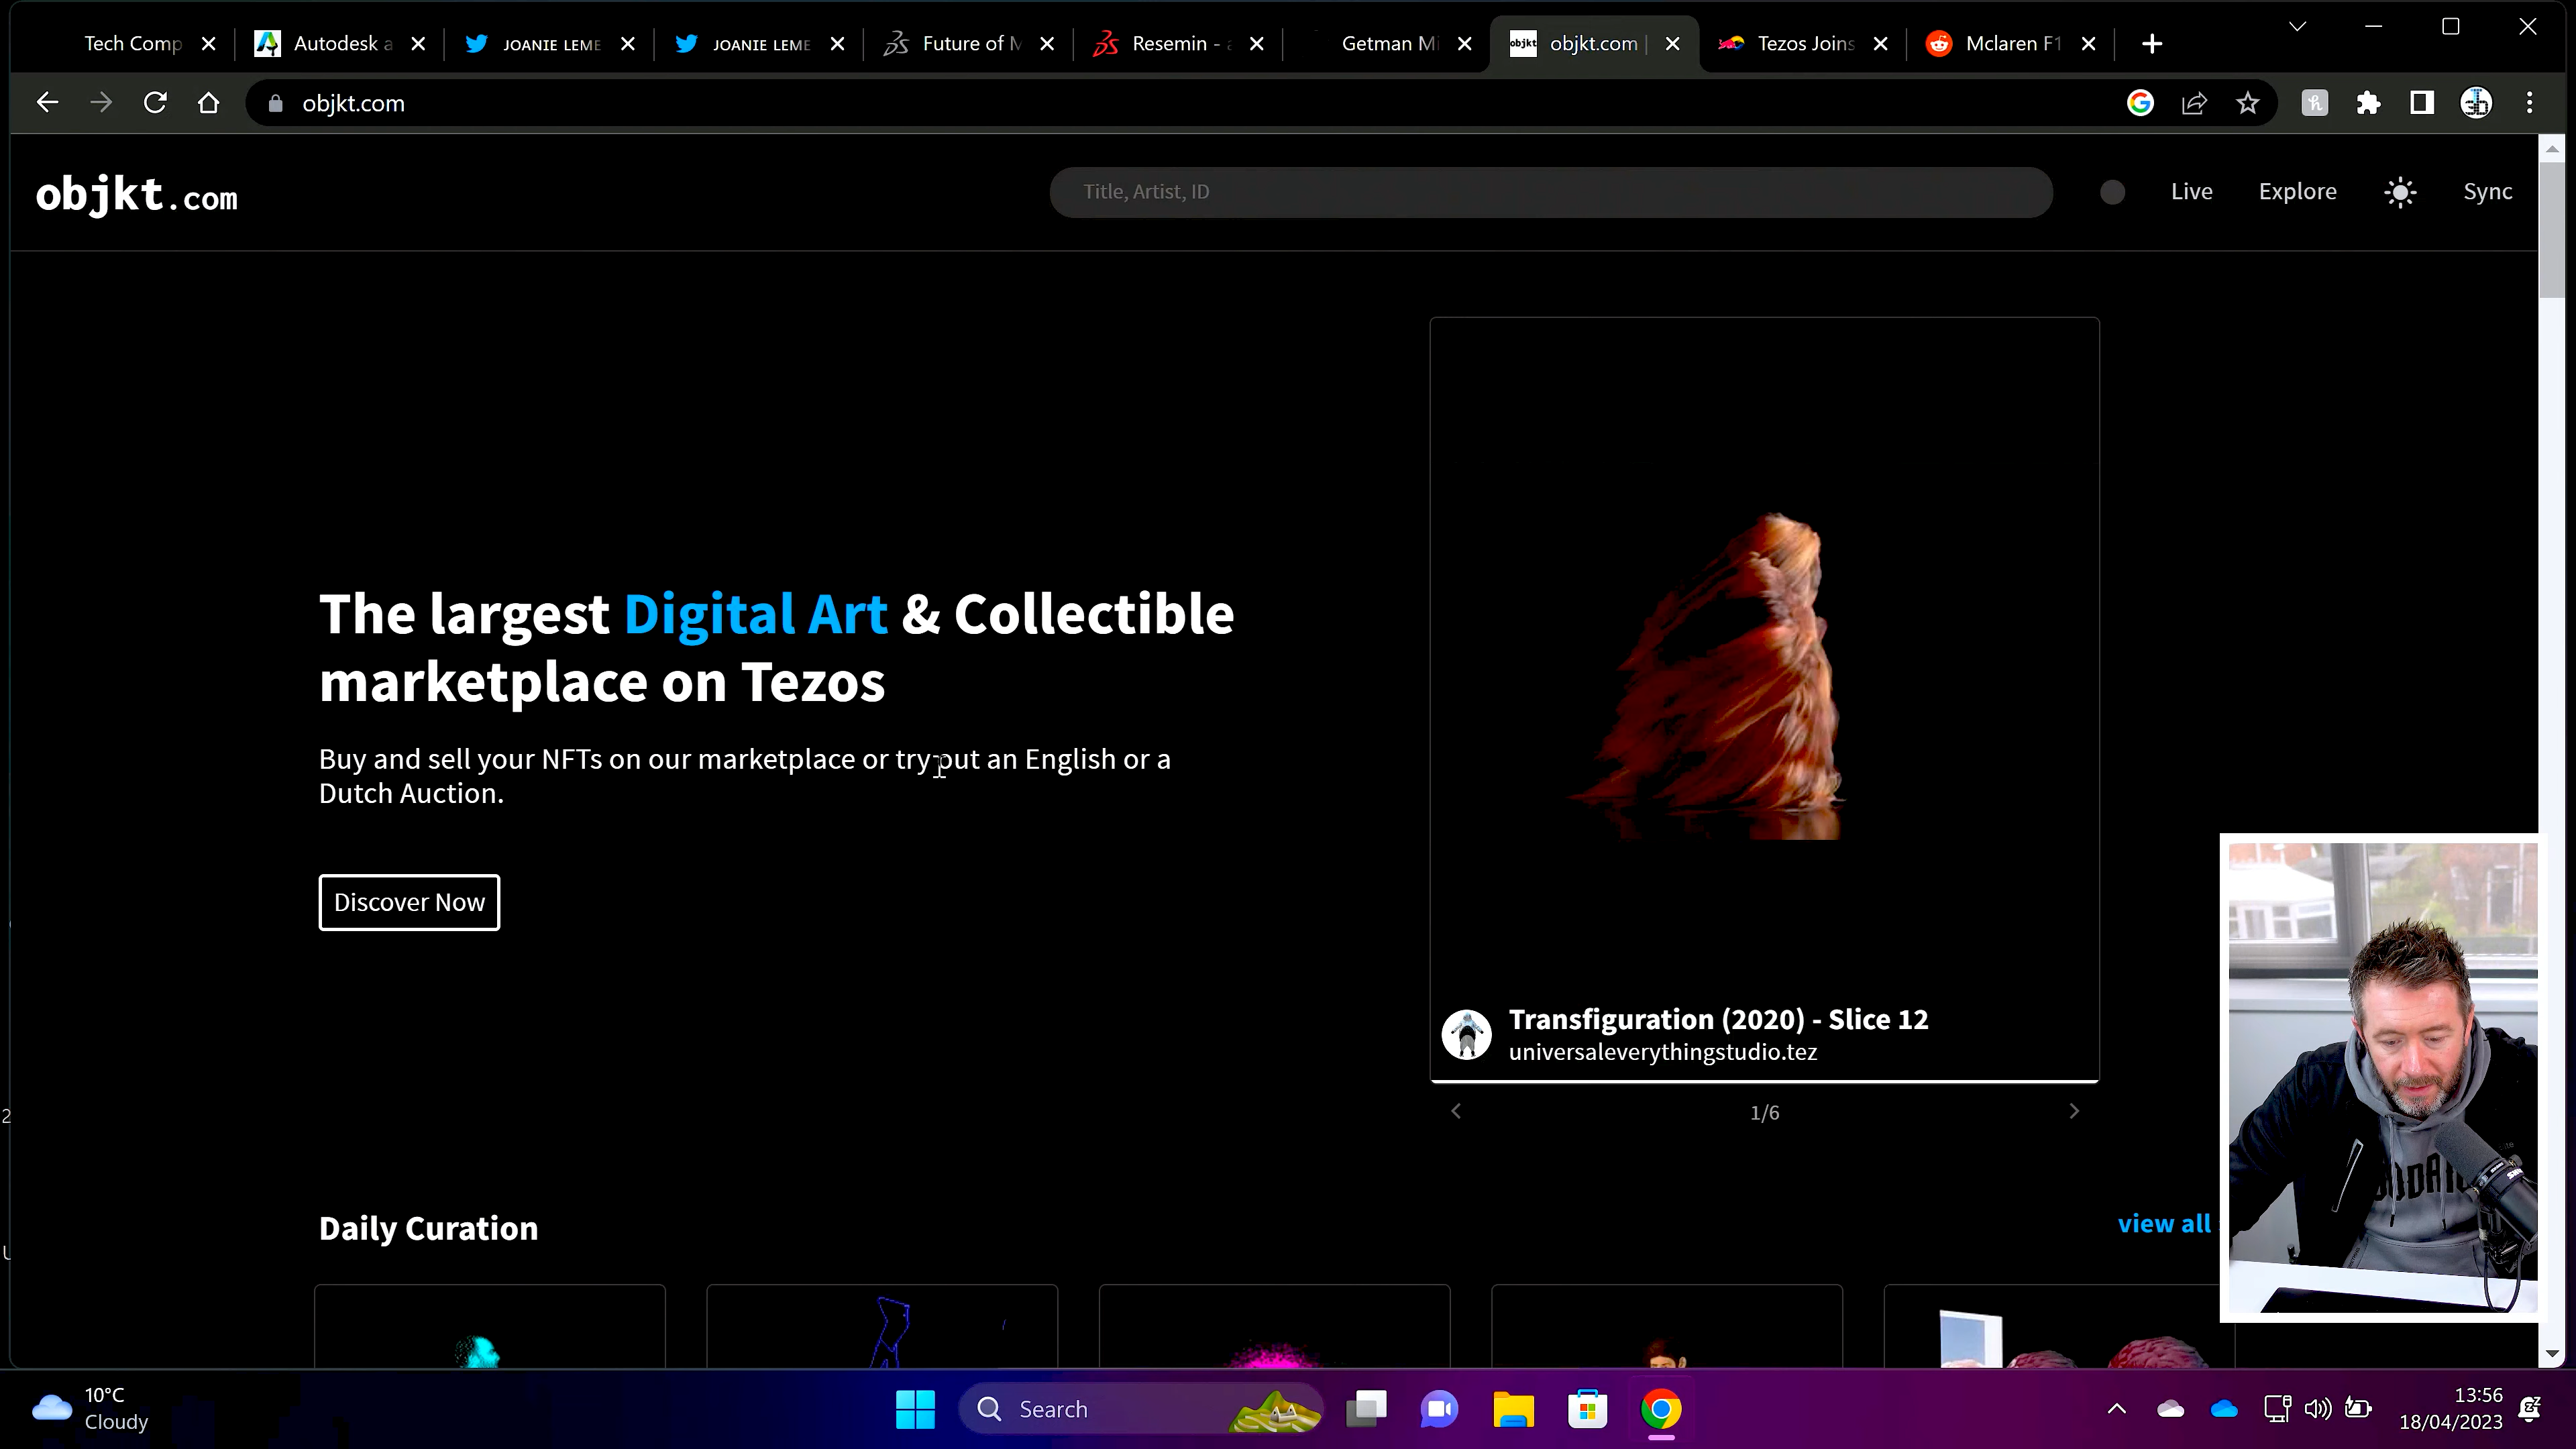 Tech Comp
Autodesk a
JOANIE LEME
JOANIE LEME
Future of M
Resemin - a
Getman Mi
objkt
objkt.com |
Tezos Joins
Mclaren F1
objkt.com
objkt.com
Title, Artist, ID
Live
Explore
Sync
The largest Digital Art & Collectible
marketplace on Tezos
Buy and sell your NFTs on our marketplace or try out an English or a
Dutch Auction.
Discover Now
Transfiguration (2020) - Slice 12
universaleverythingstudio.tez
1/6
Daily Curation
view all
10°C
Cloudy
Search
13:56
18/04/2023